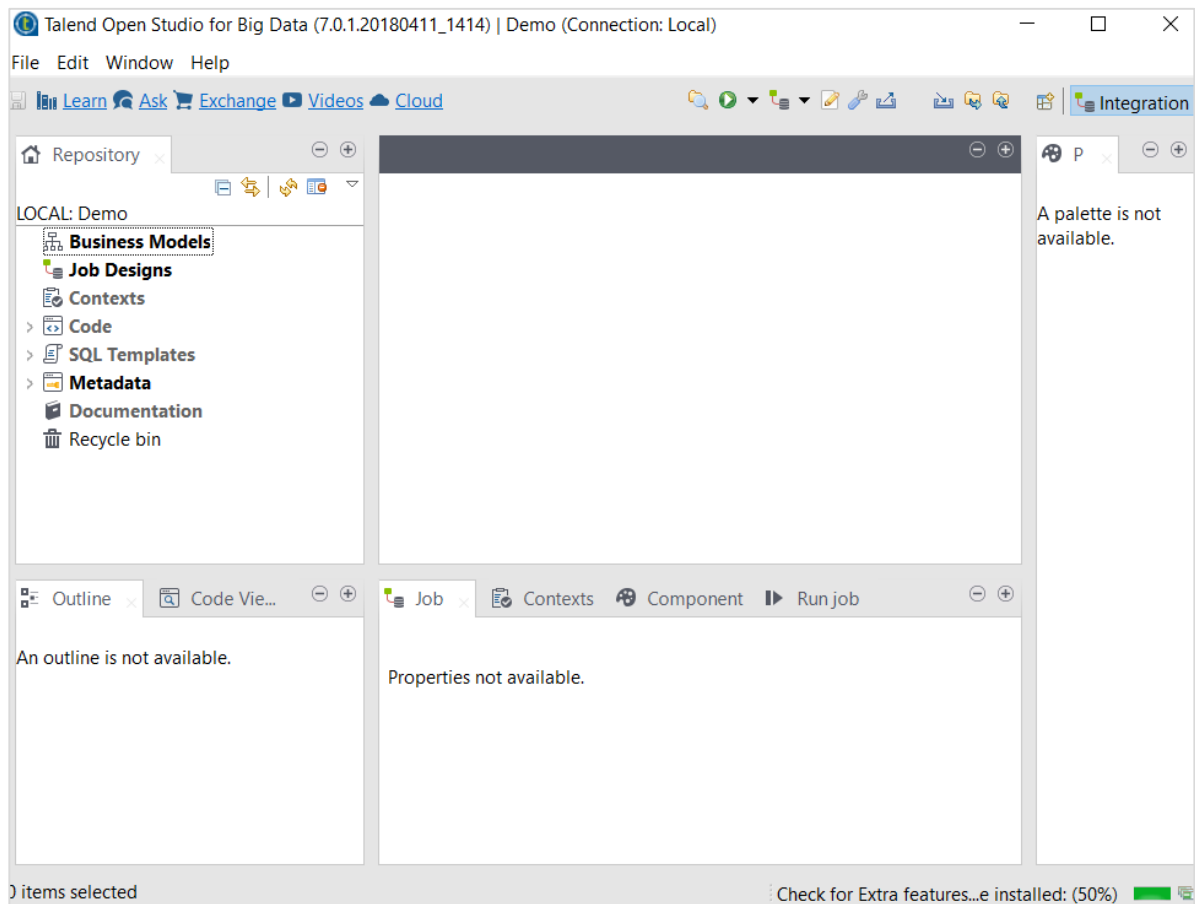 Talend Open Studio for Big Data (7.0.1.20180411_1414) | Demo (Connection: Local)
File Edit Window Help
Learn Ask Exchange Videos Cloud Integration
Repository
LOCAL: Demo
Business Models
Job Designs
Contexts
Code
SQL Templates
Metadata
Documentation
Recycle bin
P
A palette is not
available.
Outline Code Vie...
An outline is not available.
Job Contexts Component Run job
Properties not available.
0 items selected
Check for Extra features...e installed: (50%)